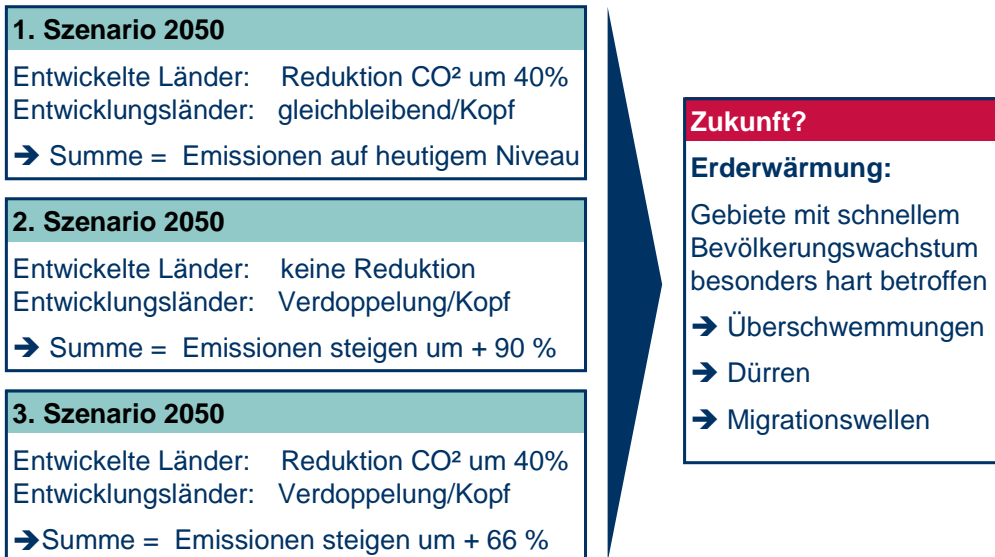 1. Szenario 2050
Entwickelte Länder: Reduktion CO² um 40%
Entwicklungsländer: gleichbleibend/Kopf
➔ Summe = Emissionen auf heutigem Niveau
2. Szenario 2050
Entwickelte Länder: keine Reduktion
Entwicklungsländer: Verdoppelung/Kopf
➔ Summe = Emissionen steigen um + 90 %
3. Szenario 2050
Entwickelte Länder: Reduktion CO² um 40%
Entwicklungsländer: Verdoppelung/Kopf
➔Summe = Emissionen steigen um + 66 %
Zukunft?
Erderwärmung:
Gebiete mit schnellem
Bevölkerungswachstum
besonders hart betroffen
➔ Überschwemmungen
➔ Dürren
➔ Migrationswellen